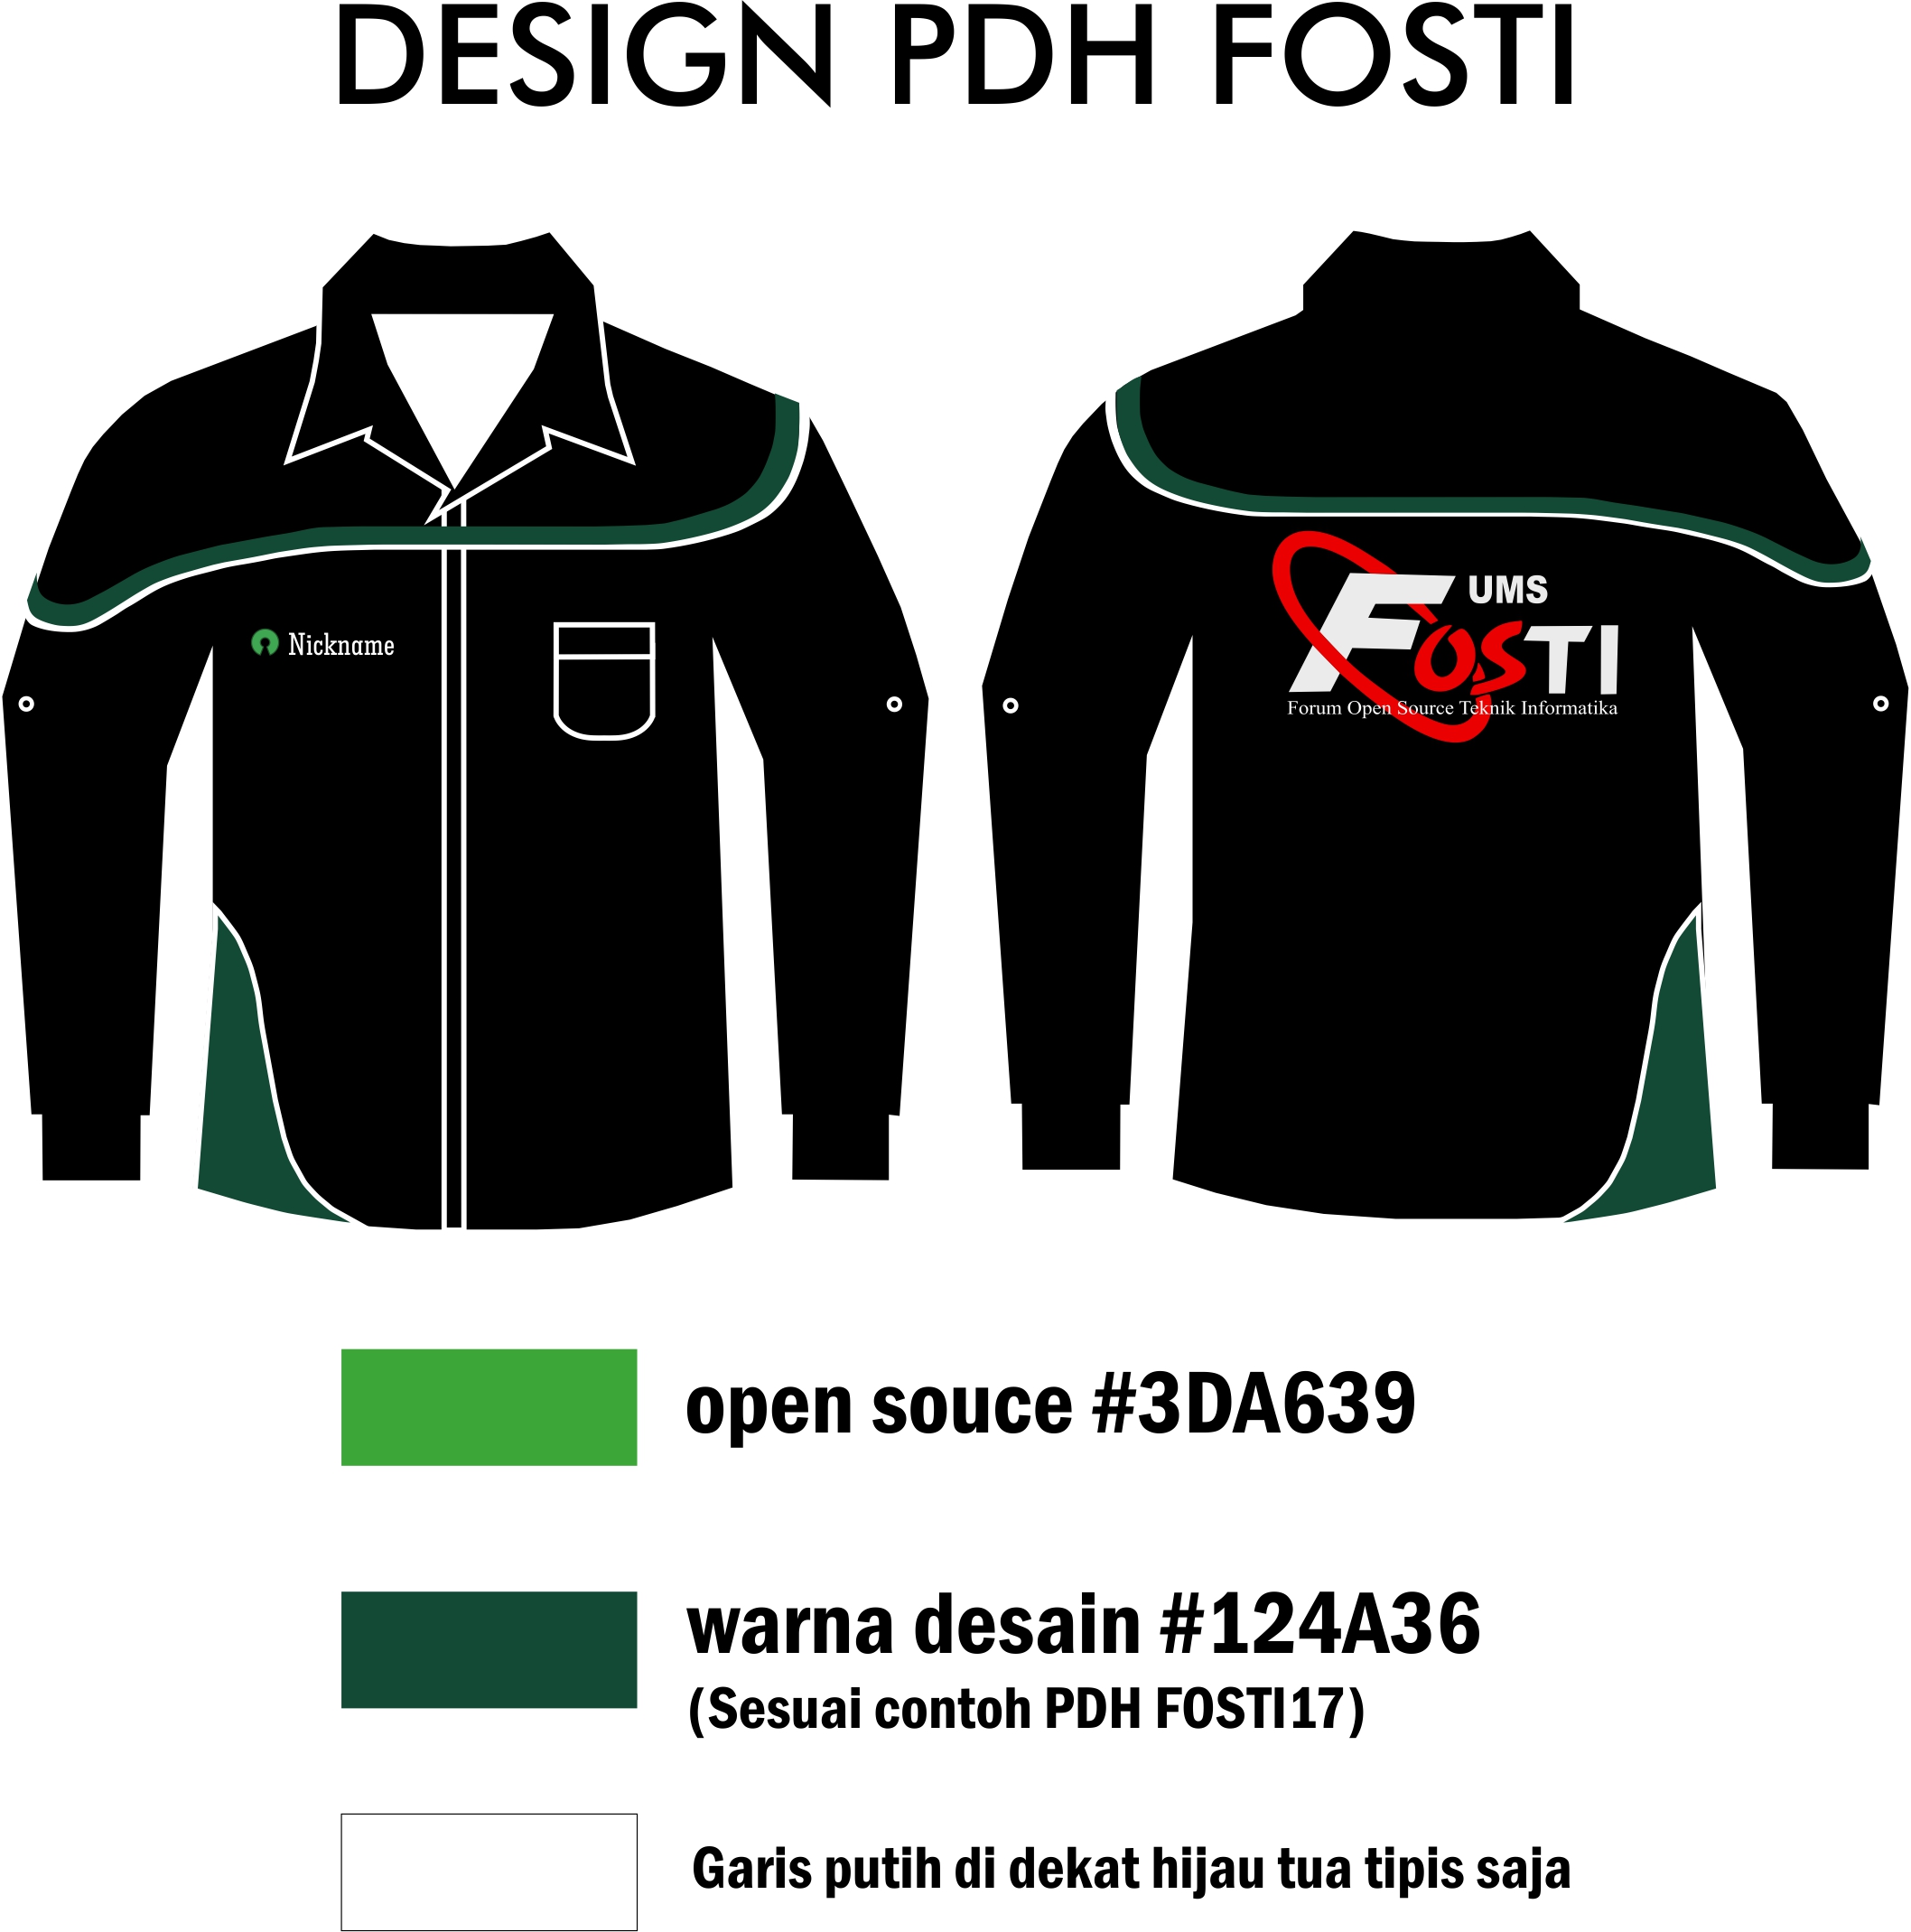 DESIGN PDH FOSTI
Nickname
UMS
FOSTI
Forum Open Source Teknik Informatika
open souce #3DA639
warna desain #124A36
(Sesuai contoh PDH FOSTI17)
Garis putih di dekat hijau tua tipis saja